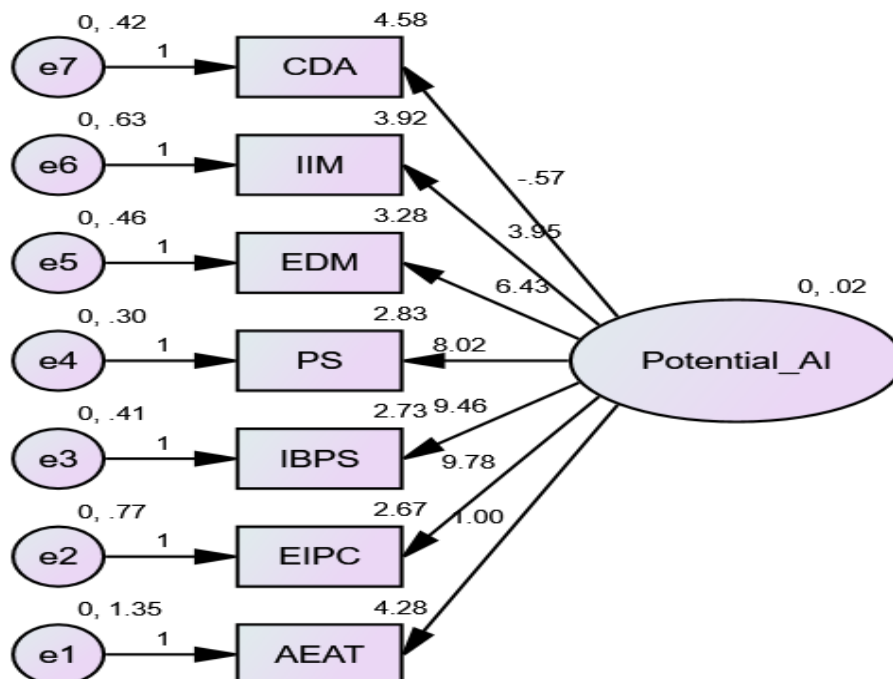 0, .42
4.58
e7
1
CDA
-.57
0, .63
3.92
e6
1
IIM
3.95
0, .46
3.28
e5
1
EDM
6.43
0, .02
Potential_AI
0, .30
2.83
e4
1
PS
8.02
0, .41
2.73
e3
1
IBPS
9.46
0, .77
2.67
e2
1
EIPC
9.78
0, 1.35
4.28
e1
1
AEAT
1.00